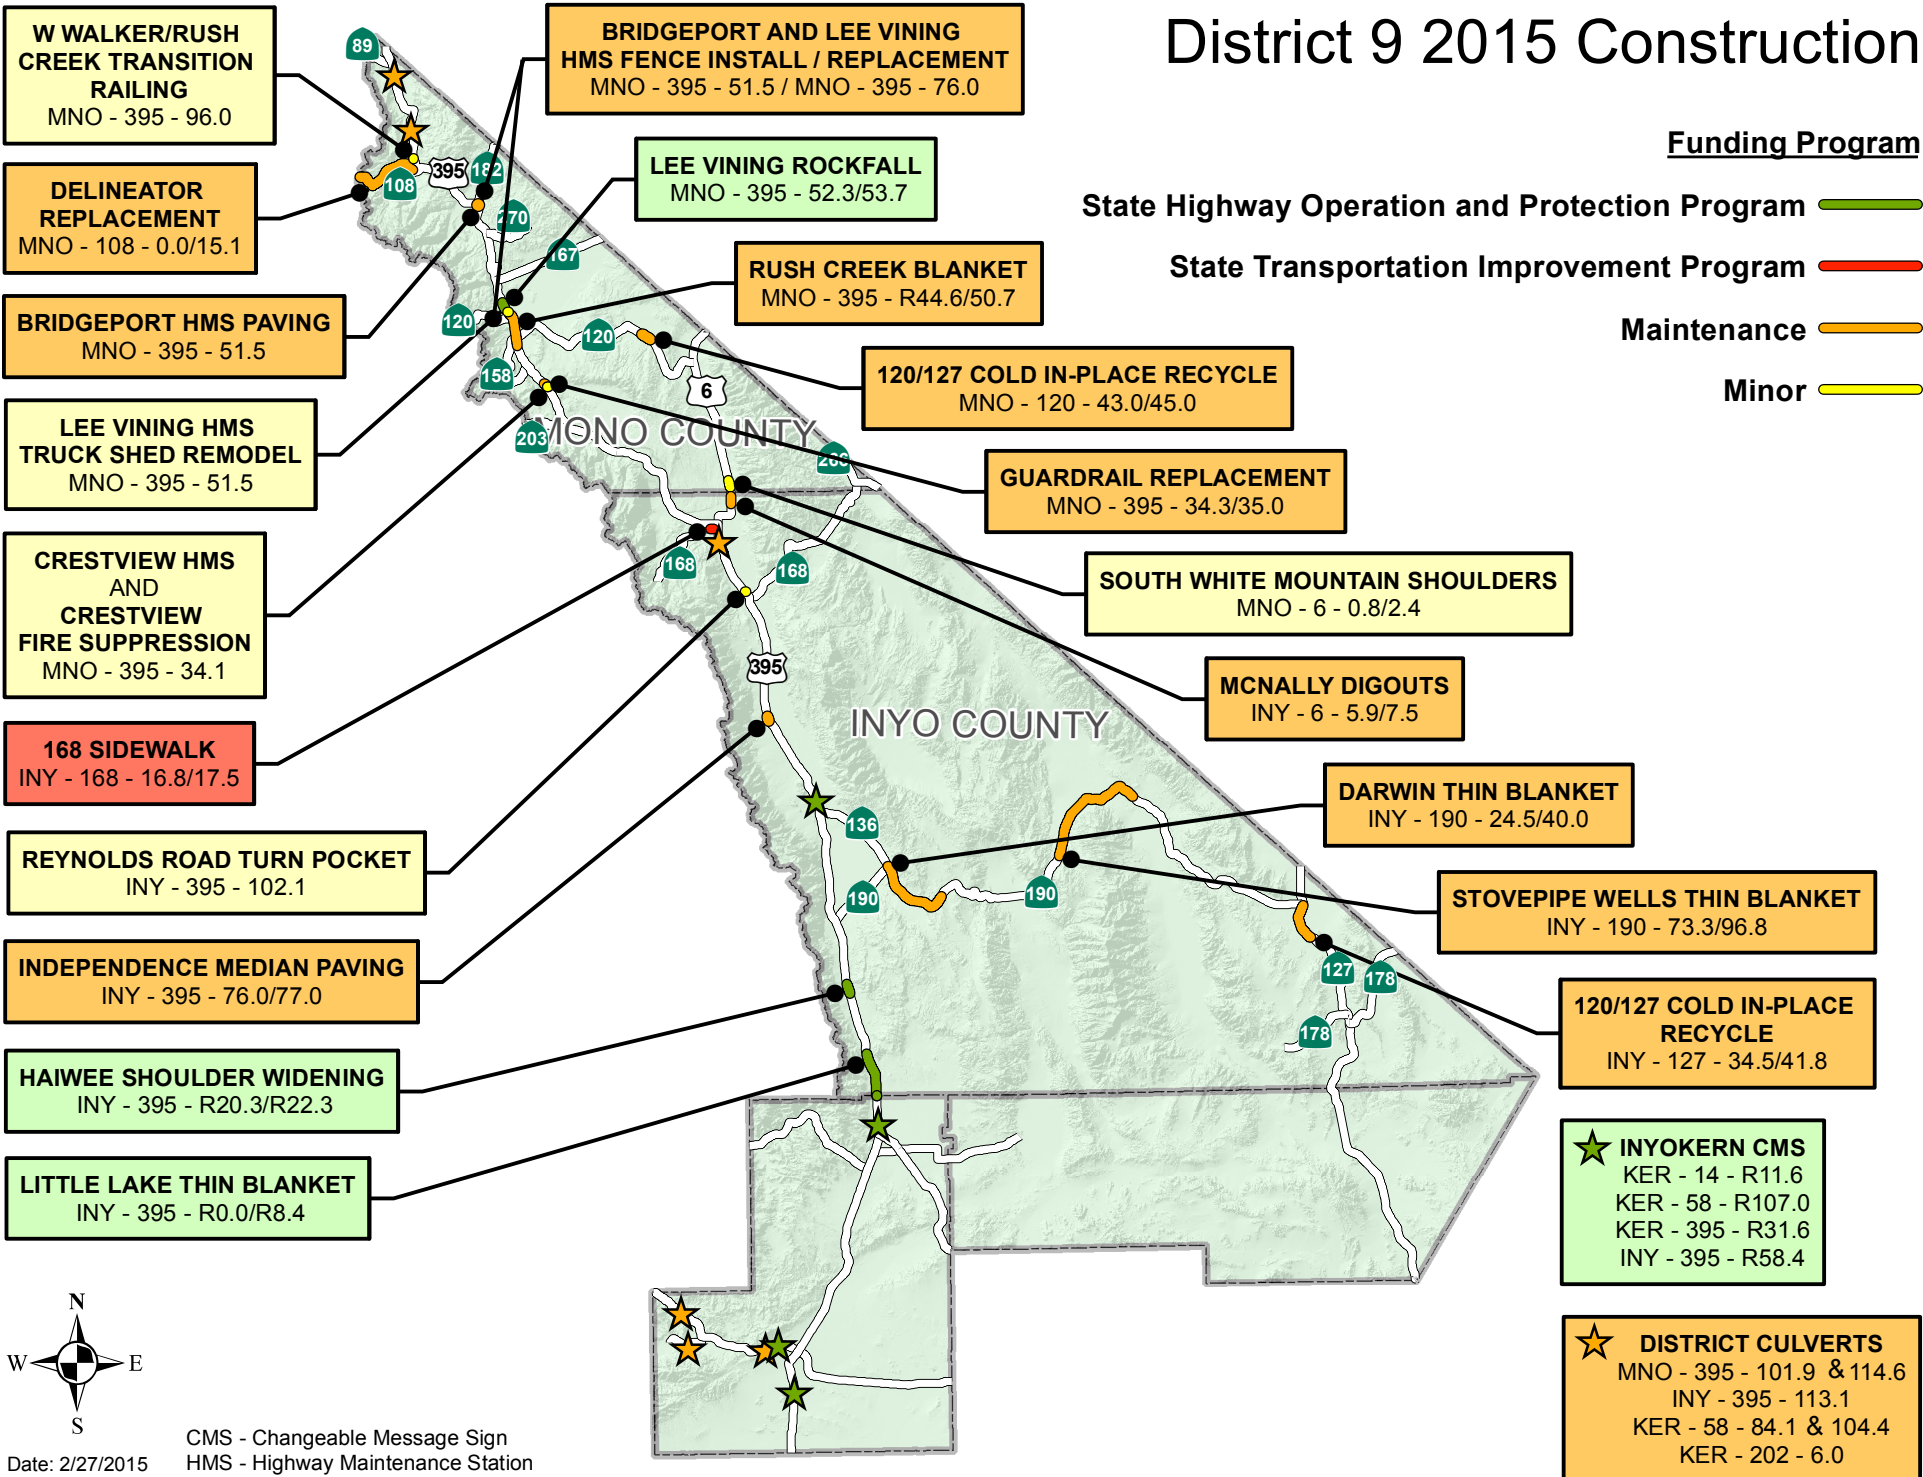 District 9 2015 Construction
Funding Program
State Highway Operation and Protection Program
State Transportation Improvement Program
Maintenance
Minor
W WALKER/RUSH
CREEK TRANSITION
RAILING
MNO - 395 - 96.0
DELINEATOR
REPLACEMENT
MNO - 108 - 0.0/15.1
BRIDGEPORT HMS PAVING
MNO - 395 - 51.5
LEE VINING HMS
TRUCK SHED REMODEL
MNO - 395 - 51.5
CRESTVIEW HMS
AND
CRESTVIEW
FIRE SUPPRESSION
MNO - 395 - 34.1
168 SIDEWALK
INY - 168 - 16.8/17.5
REYNOLDS ROAD TURN POCKET
INY - 395 - 102.1
INDEPENDENCE MEDIAN PAVING
INY - 395 - 76.0/77.0
HAIWEE SHOULDER WIDENING
INY - 395 - R20.3/R22.3
LITTLE LAKE THIN BLANKET
INY - 395 - R0.0/R8.4
BRIDGEPORT AND LEE VINING
HMS FENCE INSTALL / REPLACEMENT
MNO - 395 - 51.5 / MNO - 395 - 76.0
LEE VINING ROCKFALL
MNO - 395 - 52.3/53.7
RUSH CREEK BLANKET
MNO - 395 - R44.6/50.7
120/127 COLD IN-PLACE RECYCLE
MNO - 120 - 43.0/45.0
GUARDRAIL REPLACEMENT
MNO - 395 - 34.3/35.0
SOUTH WHITE MOUNTAIN SHOULDERS
MNO - 6 - 0.8/2.4
MCNALLY DIGOUTS
INY - 6 - 5.9/7.5
DARWIN THIN BLANKET
INY - 190 - 24.5/40.0
STOVEPIPE WELLS THIN BLANKET
INY - 190 - 73.3/96.8
120/127 COLD IN-PLACE
RECYCLE
INY - 127 - 34.5/41.8
INYOKERN CMS
KER - 14 - R11.6
KER - 58 - R107.0
KER - 395 - R31.6
INY - 395 - R58.4
DISTRICT CULVERTS
MNO - 395 - 101.9 & 114.6
INY - 395 - 113.1
KER - 58 - 84.1 & 104.4
KER - 202 - 6.0
89
395
182
108
270
167
120
120
158
6
203
MONO COUNTY
266
168
168
395
INYO COUNTY
136
190
190
127
178
178
N
W
E
S
Date: 2/27/2015
CMS - Changeable Message Sign
HMS - Highway Maintenance Station